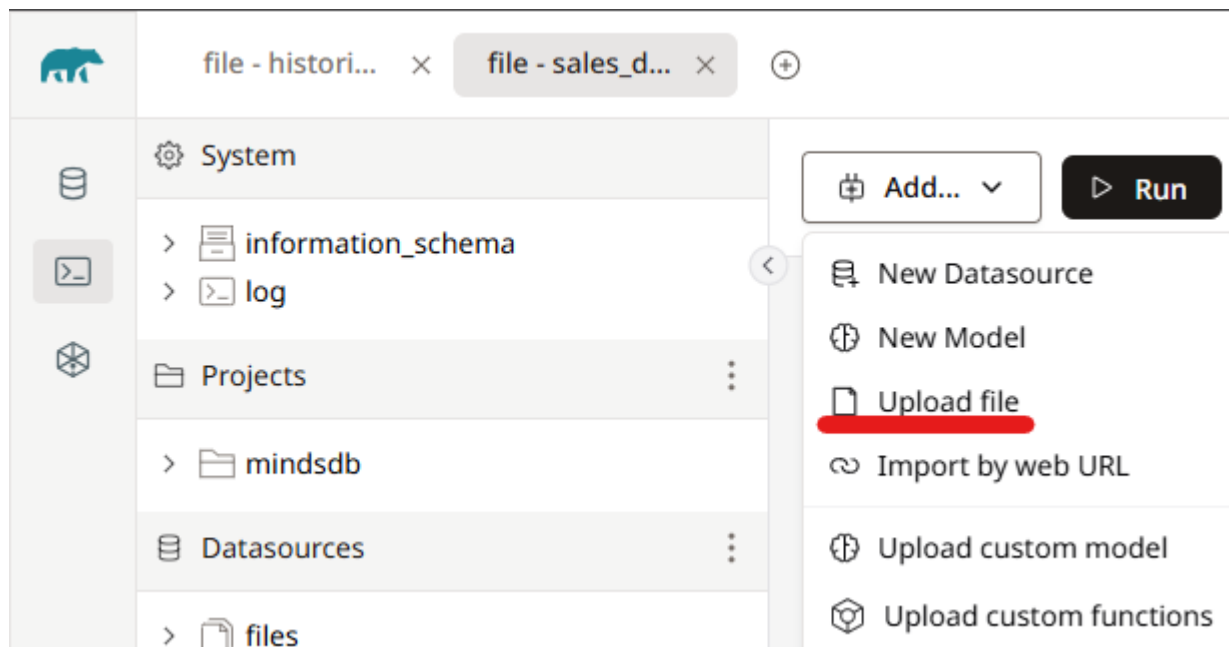 file - histori...
file - sales_d...
System
information_schema
log
Projects
mindsdb
Datasources
files
Add...
Run
New Datasource
New Model
Upload file
Import by web URL
Upload custom model
Upload custom functions